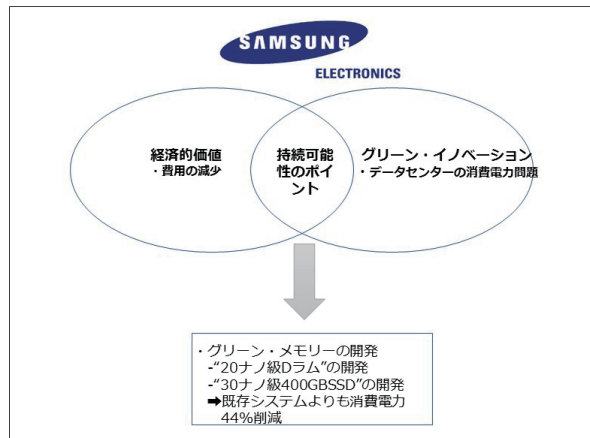 SAMSUNG
ELECTRONICS
経済的価値
・費用の減少
持続可能
性のポイ
ント
グリーン・イノベーション
・データセンターの消費電力問題
・グリーン・メモリーの開発
-“20ナノ級Dラム”の開発
-“30ナノ級400GBSSD”の開発
➡既存システムよりも消費電力
44%削減